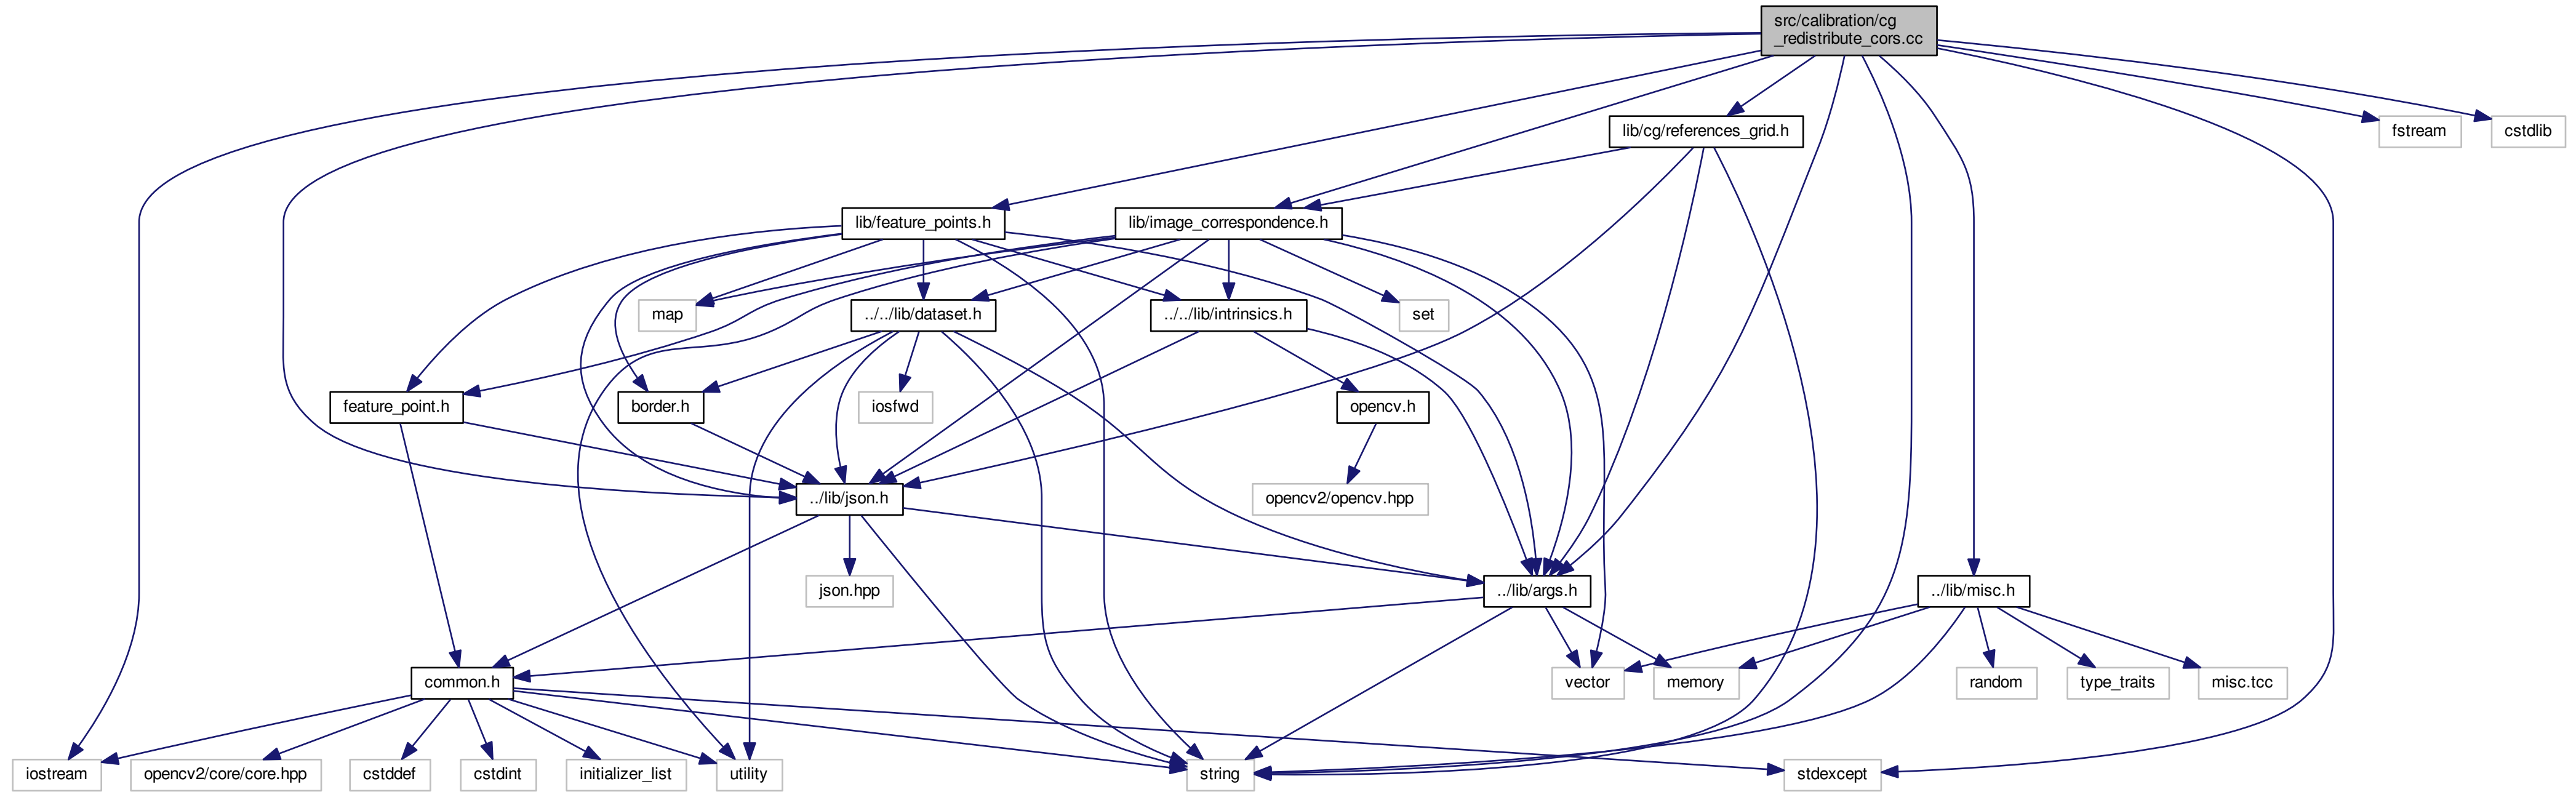 src/calibration/cg
_redistribute_cors.cc
lib/cg/references_grid.h
fstream
cstdlib
lib/feature_points.h
lib/image_correspondence.h
map
../../lib/dataset.h
../../lib/intrinsics.h
set
feature_point.h
border.h
iosfwd
opencv.h
../lib/json.h
opencv2/opencv.hpp
json.hpp
../lib/args.h
../lib/misc.h
common.h
vector
memory
random
type_traits
misc.tcc
iostream
opencv2/core/core.hpp
cstddef
cstdint
initializer_list
utility
string
stdexcept